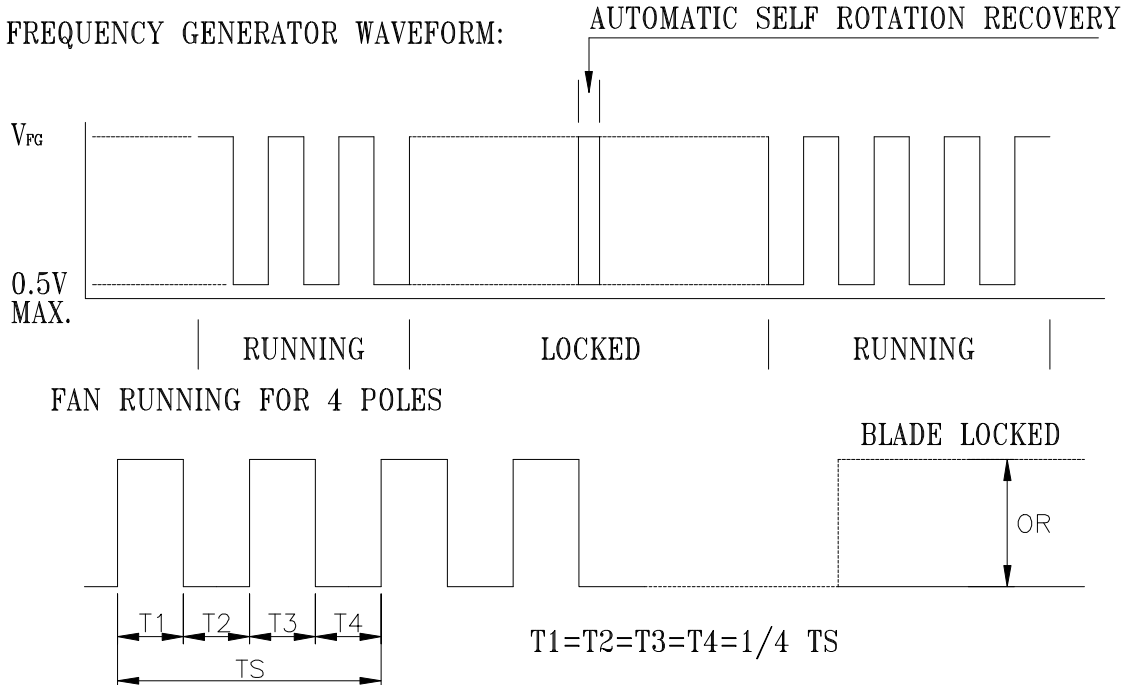 AUTOMATIC SELF ROTATION RECOVERY
FREQUENCY GENERATOR WAVEFORM:
VFG
0.5V
MAX.
RUNNING LOCKED RUNNING
FAN RUNNING FOR 4 POLES
BLADE LOCKED
OR
T1 T2 T3 T4
T1=T2=T3=T4=1/4 TS
TS